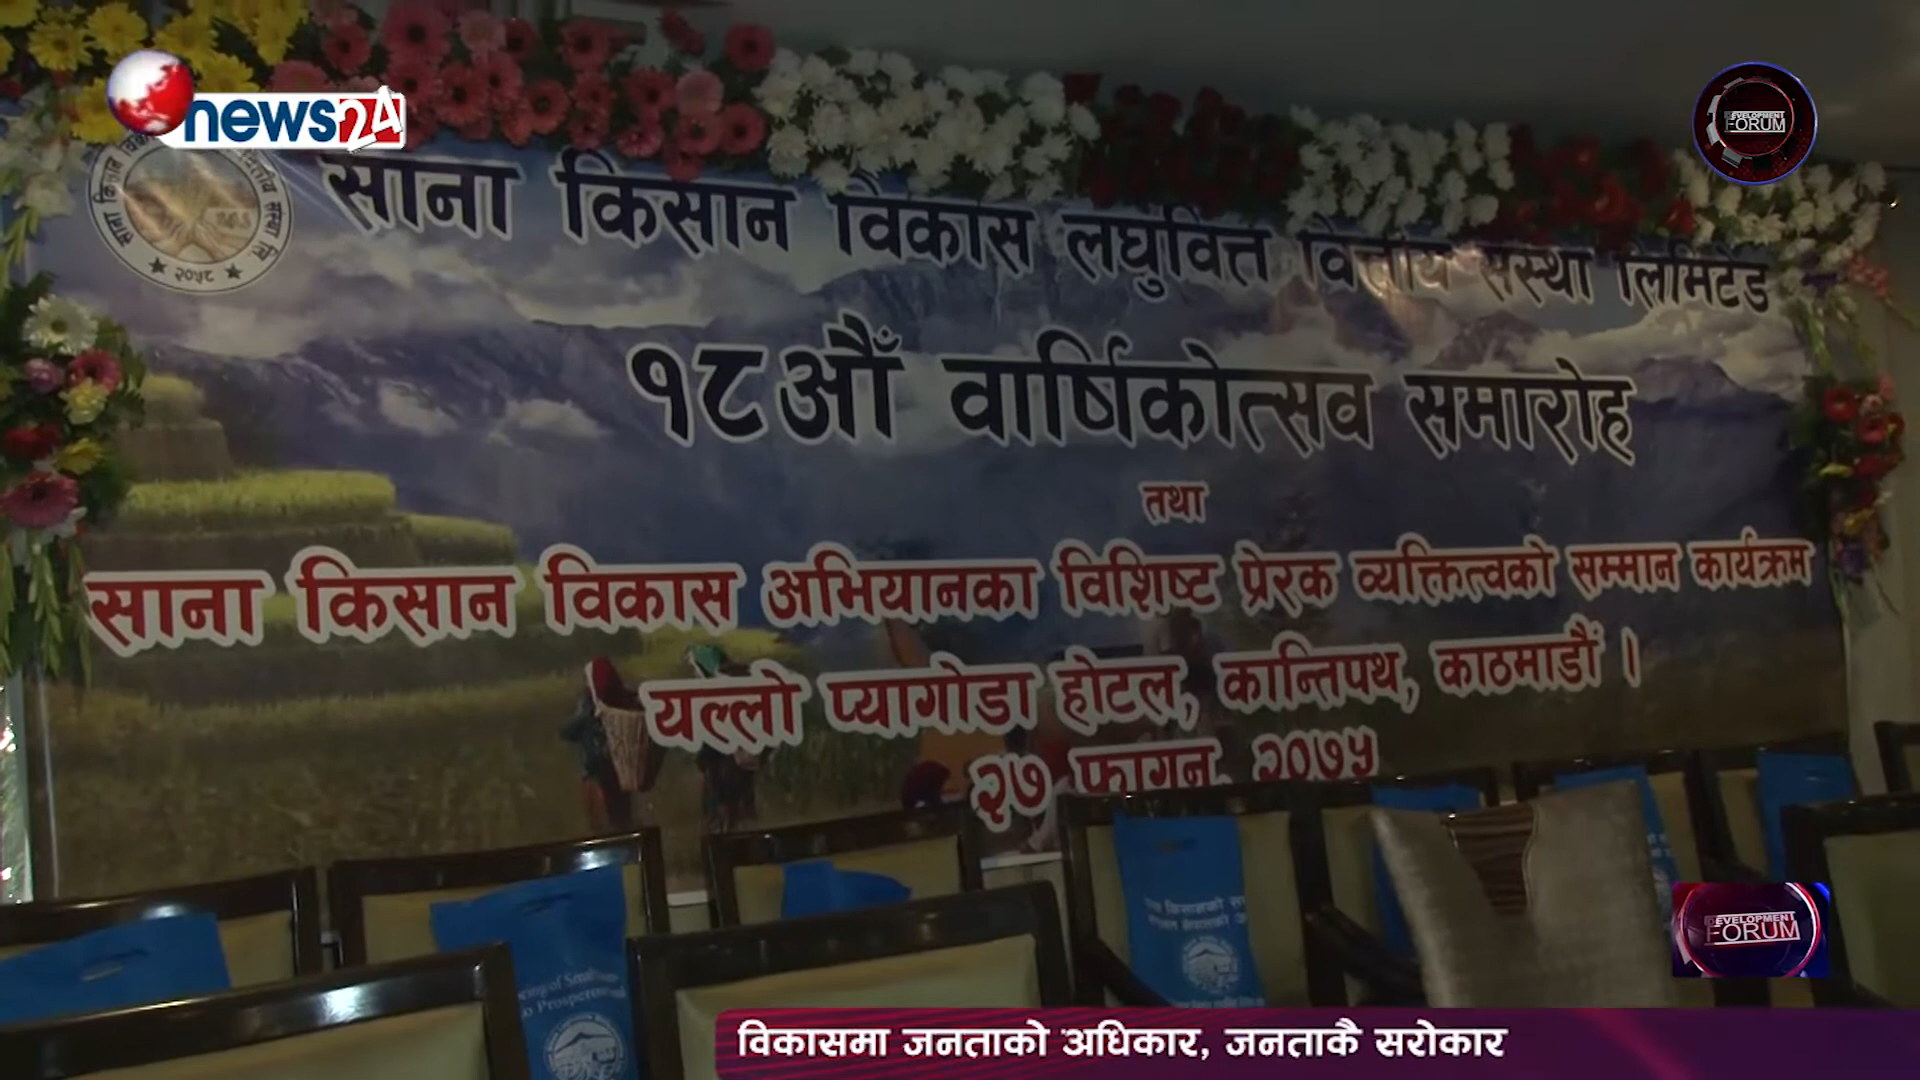 news24
DEVELOPMENT
FORUM
साना किसान विकास लघुवित्त वित्तीय संस्था लिमिटेड
२०५८
१८औँ वार्षिकोत्सव समारोह
तथा
साना किसान विकास अभियानका विशिष्ट प्रेरक व्यक्तित्वको सम्मान कार्यक्रम
यल्लो प्यागोडा होटल, कान्तिपथ, काठमाडौं ।
२७ फागुन, २०७५
DEVELOPMENT
FORUM
विकासमा जनताको अधिकार, जनताकै सरोकार